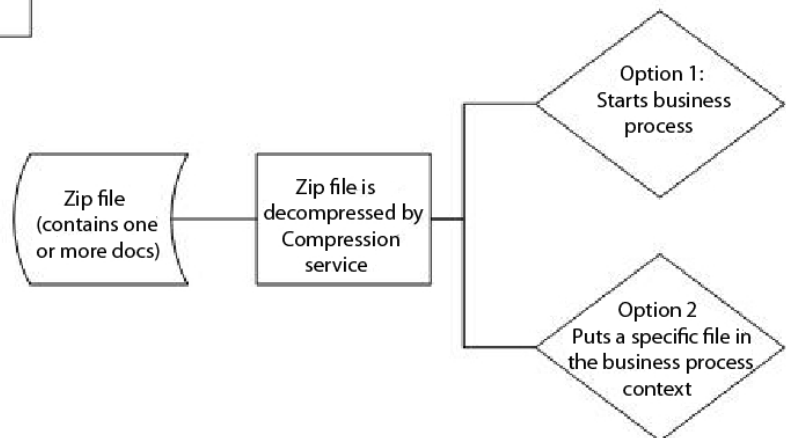 Zip file
(contains one
or more docs)
Zip file is
decompressed by
Compression
service
Option 1:
Starts business
process
Option 2
Puts a specific file in
the business process
context